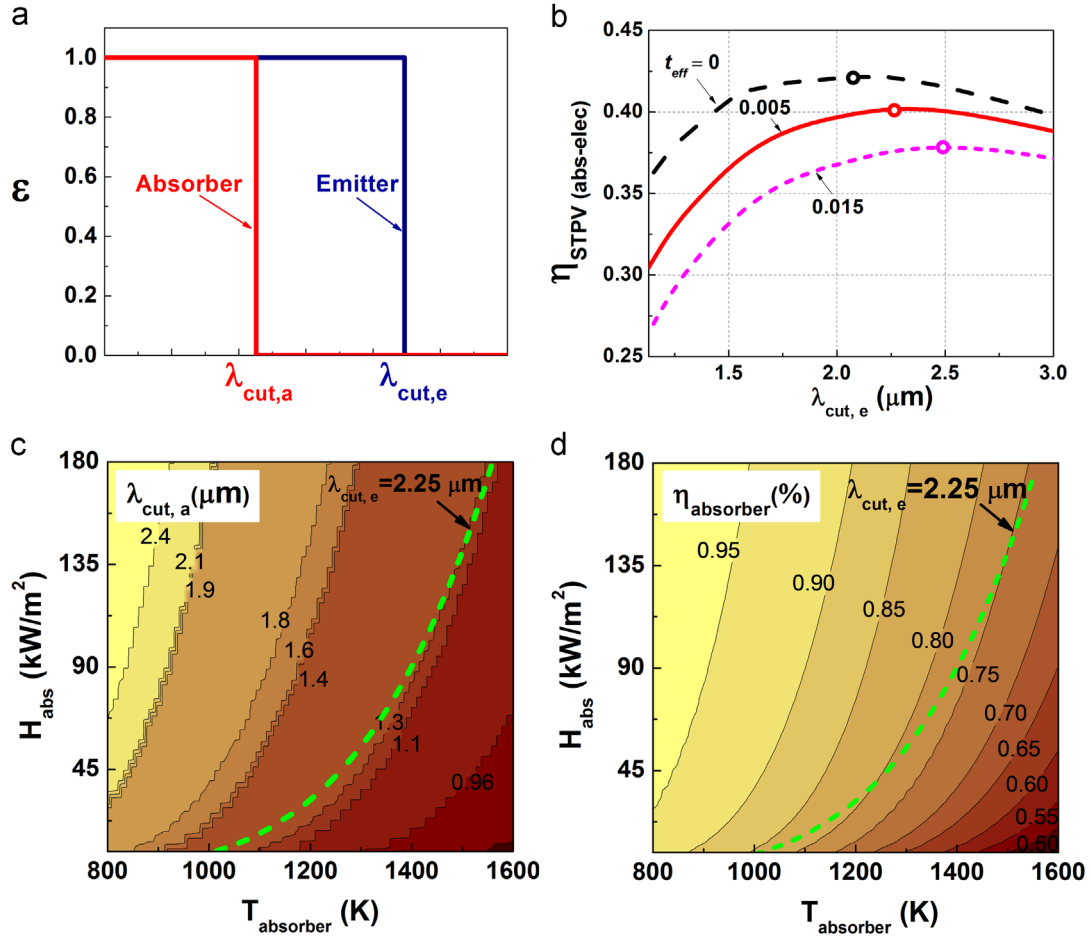 a
1.0
0.8
0.6
0.4
0.2
0.0
ε
Absorber
Emitter
λcut,a
λcut,e
b
0.45
0.40
0.35
0.30
0.25
ηSTPV (abs-elec)
teff = 0
0.005
0.015
1.5
2.0
2.5
3.0
λcut, e (μm)
c
180
135
90
45
Habs (kW/m2)
λcut, a(μm)
λcut, e=2.25 μm
2.4
2.1
1.9
1.8
1.6
1.4
1.3
1.1
0.96
800
1000
1200
1400
1600
Tabsorber (K)
d
180
135
90
45
Habs (kW/m2)
ηabsorber(%)
λcut, e=2.25 μm
0.95
0.90
0.85
0.80
0.75
0.70
0.65
0.60
0.55
0.50
800
1000
1200
1400
1600
Tabsorber (K)